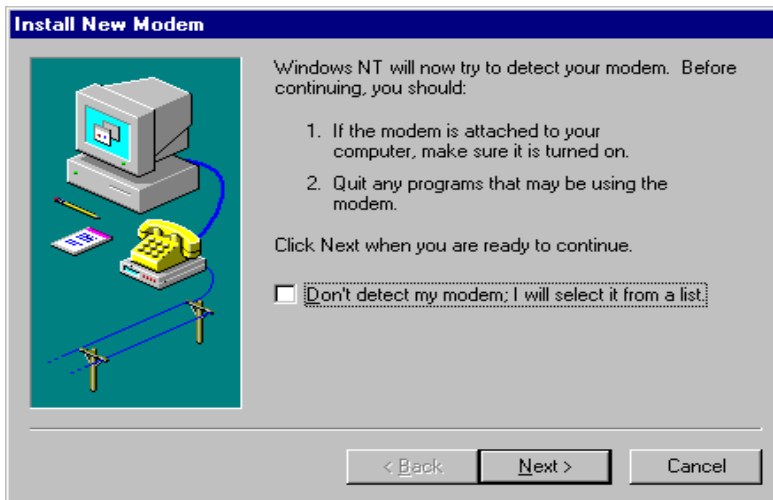 Install New Modem
Windows NT will now try to detect your modem. Before
continuing, you should:
1. If the modem is attached to your
computer, make sure it is turned on.
2. Quit any programs that may be using the
modem.
Click Next when you are ready to continue.
Don't detect my modem; I will select it from a list.
< Back
Next >
Cancel